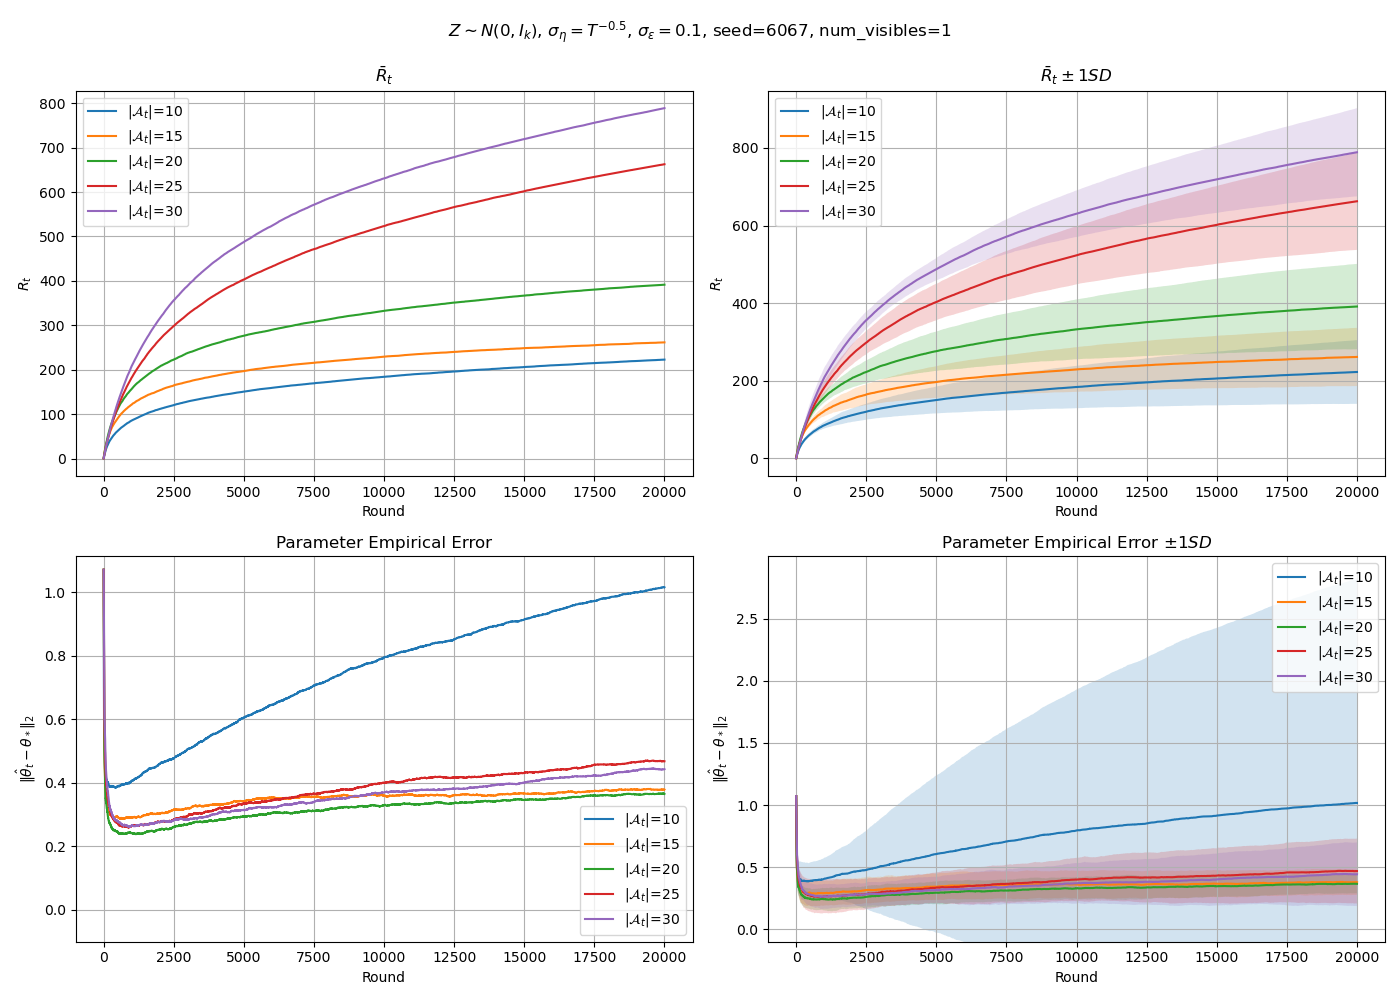 Z ∼ N(0, I_k), σ_η = T^{−0.5}, σ_ε = 0.1, seed=6067, num_visibles=1
R̄_t
|𝒜_t|=10
|𝒜_t|=15
|𝒜_t|=20
|𝒜_t|=25
|𝒜_t|=30
800
700
600
500
400
300
200
100
0
R_t
0 2500 5000 7500 10000 12500 15000 17500 20000
Round
R̄_t ± 1SD
|𝒜_t|=10
|𝒜_t|=15
|𝒜_t|=20
|𝒜_t|=25
|𝒜_t|=30
800
600
400
200
0
R_t
0 2500 5000 7500 10000 12500 15000 17500 20000
Round
Parameter Empirical Error
1.0
0.8
0.6
0.4
0.2
0.0
‖θ̂_t − θ_*‖_2
|𝒜_t|=10
|𝒜_t|=15
|𝒜_t|=20
|𝒜_t|=25
|𝒜_t|=30
0 2500 5000 7500 10000 12500 15000 17500 20000
Round
Parameter Empirical Error ±1SD
|𝒜_t|=10
|𝒜_t|=15
|𝒜_t|=20
|𝒜_t|=25
|𝒜_t|=30
2.5
2.0
1.5
1.0
0.5
0.0
‖θ̂_t − θ_*‖_2
0 2500 5000 7500 10000 12500 15000 17500 20000
Round